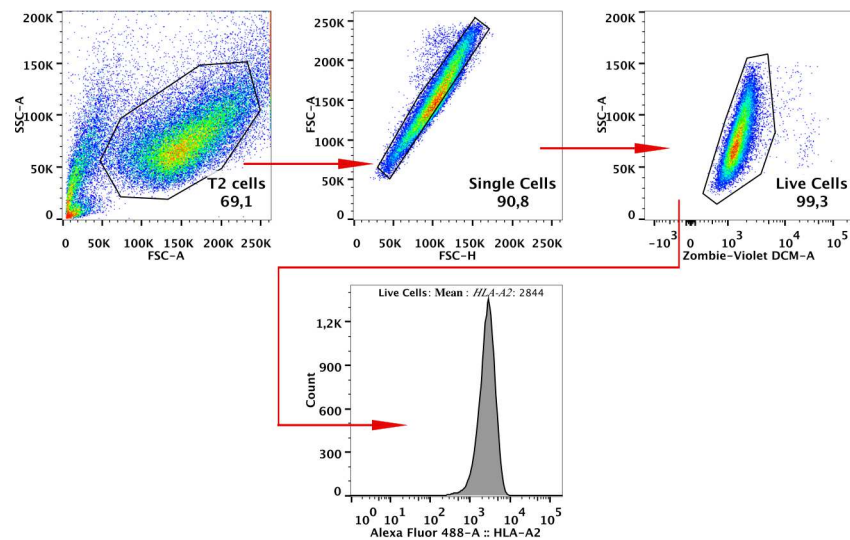 200K
150K
100K
50K
0
SSC-A
T2 cells
69,1
0 50K 100K 150K 200K 250K
FSC-A
250K
200K
150K
100K
50K
0
FSC-A
Single Cells
90,8
0 50K 100K 150K 200K 250K
FSC-H
200K
150K
100K
50K
0
SSC-A
Live Cells
99,3
-10³ 0 10³ 10⁴ 10⁵
Zombie-Violet DCM-A
Live Cells: Mean : HLA-A2: 2844
1,2K
900
600
300
0
Count
10⁰ 10¹ 10² 10³ 10⁴ 10⁵
Alexa Fluor 488-A :: HLA-A2